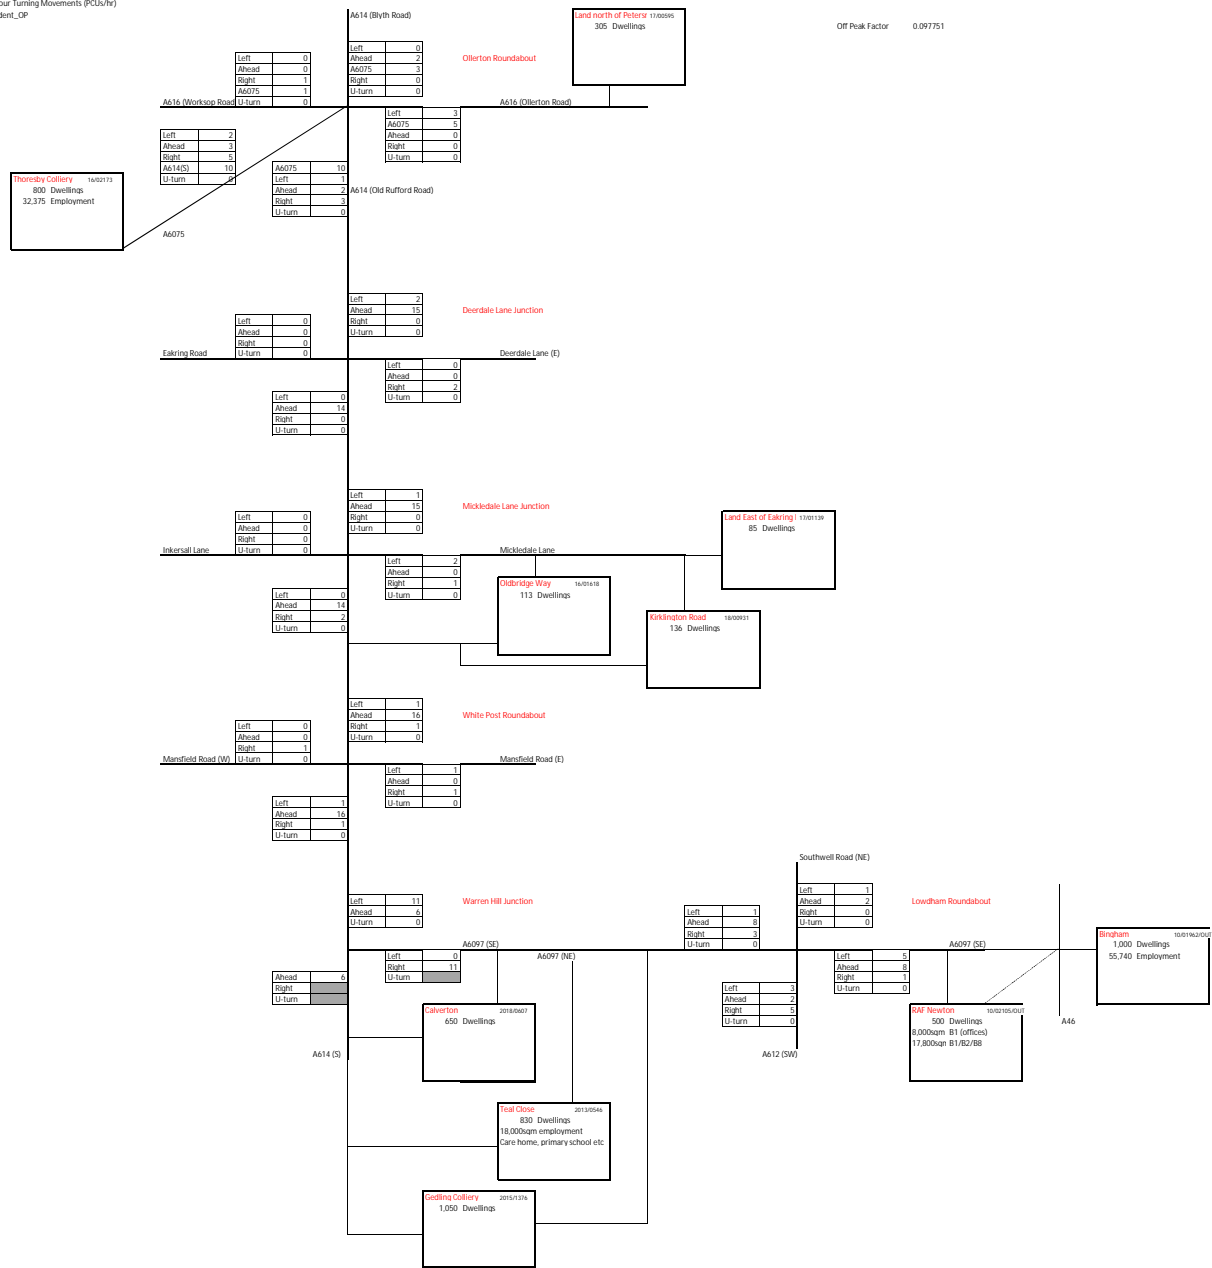 our Turning Movements (PCUs/hr)
dent_OP
A614 (Blyth Road)
Land north of Petersr 17/00595
305 Dwellings
Off Peak Factor 0.097751
Left 0
Ahead 2
A6075 3
Right 0
U-turn 0
Ollerton Roundabout
Left 0
Ahead 0
Right 1
A6075 1
U-turn 0
A616 (Worksop Road
A616 (Ollerton Road)
Left 3
A6075 5
Ahead 0
Right 0
U-turn 0
Left 2
Ahead 3
Right 5
A614(S) 10
U-turn 0
A6075 10
Left 1
Ahead 2
Right 3
U-turn 0
A614 (Old Rufford Road)
Thoresby Colliery 16/02173
800 Dwellings
32,375 Employment
A6075
Left 2
Ahead 15
Right 0
U-turn 0
Deerdale Lane Junction
Left 0
Ahead 0
Right 0
U-turn 0
Eakring Road
Deerdale Lane (E)
Left 0
Ahead 0
Right 2
U-turn 0
Left 0
Ahead 14
Right 0
U-turn 0
Left 1
Ahead 15
Right 0
U-turn 0
Mickledale Lane Junction
Left 0
Ahead 0
Right 0
U-turn 0
Inkersall Lane
Mickledale Lane
Land East of Eakring 17/01139
85 Dwellings
Left 2
Ahead 0
Right 1
U-turn 0
Oldbridge Way 16/01618
113 Dwellings
Left 0
Ahead 14
Right 2
U-turn 0
Kirklington Road 18/00931
136 Dwellings
Left 1
Ahead 16
Right 1
U-turn 0
White Post Roundabout
Left 0
Ahead 0
Right 1
U-turn 0
Mansfield Road (W)
Mansfield Road (E)
Left 1
Ahead 0
Right 1
U-turn 0
Left 1
Ahead 16
Right 1
U-turn 0
Southwell Road (NE)
Left 11
Ahead 6
U-turn 0
Warren Hill Junction
Left 1
Ahead 8
Right 3
U-turn 0
Left 1
Ahead 2
Right 0
U-turn 0
Lowdham Roundabout
A6097 (SE)
A6097 (NE)
A6097 (SE)
Left 0
Right 11
U-turn
Left 5
Ahead 8
Right 1
U-turn 0
Bingham 10/01962/OUT
1,000 Dwellings
55,740 Employment
Ahead 6
Right
U-turn
Left 3
Ahead 2
Right 5
U-turn 0
Calverton 2018/0607
650 Dwellings
RAF Newton 10/02105/OUT
500 Dwellings
8,000sqm B1 (offices)
17,800sqn B1/B2/B8
A46
A614 (S)
A612 (SW)
Teal Close 2013/0546
830 Dwellings
18,000sqm employment
Care home, primary school etc
Gedling Colliery 2015/1376
1,050 Dwellings